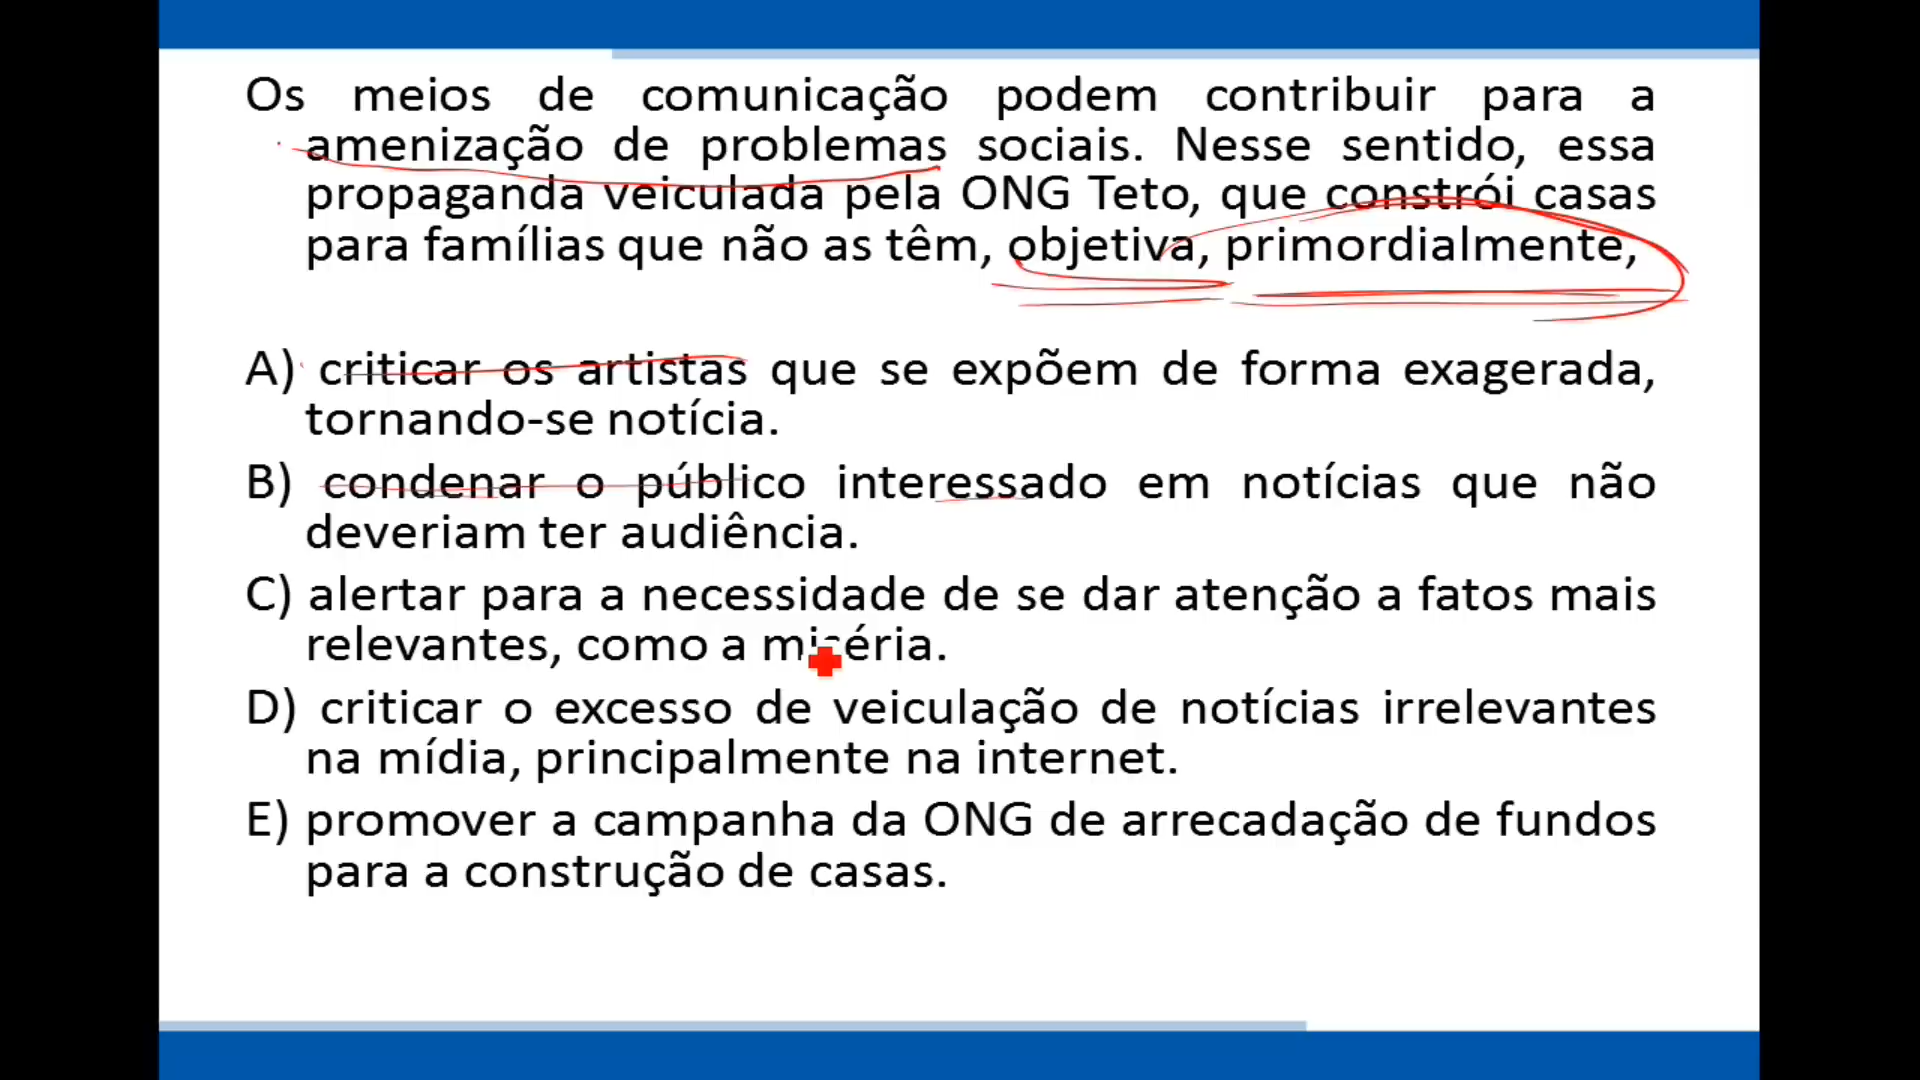 Os meios de comunicação podem contribuir para a
amenização de problemas sociais. Nesse sentido, essa
propaganda veiculada pela ONG Teto, que constrói casas
para famílias que não as têm, objetiva, primordialmente,
A) criticar os artistas que se expõem de forma exagerada,
tornando-se notícia.
B) condenar o público interessado em notícias que não
deveriam ter audiência.
C) alertar para a necessidade de se dar atenção a fatos mais
relevantes, como a miséria.
D) criticar o excesso de veiculação de notícias irrelevantes
na mídia, principalmente na internet.
E) promover a campanha da ONG de arrecadação de fundos
para a construção de casas.